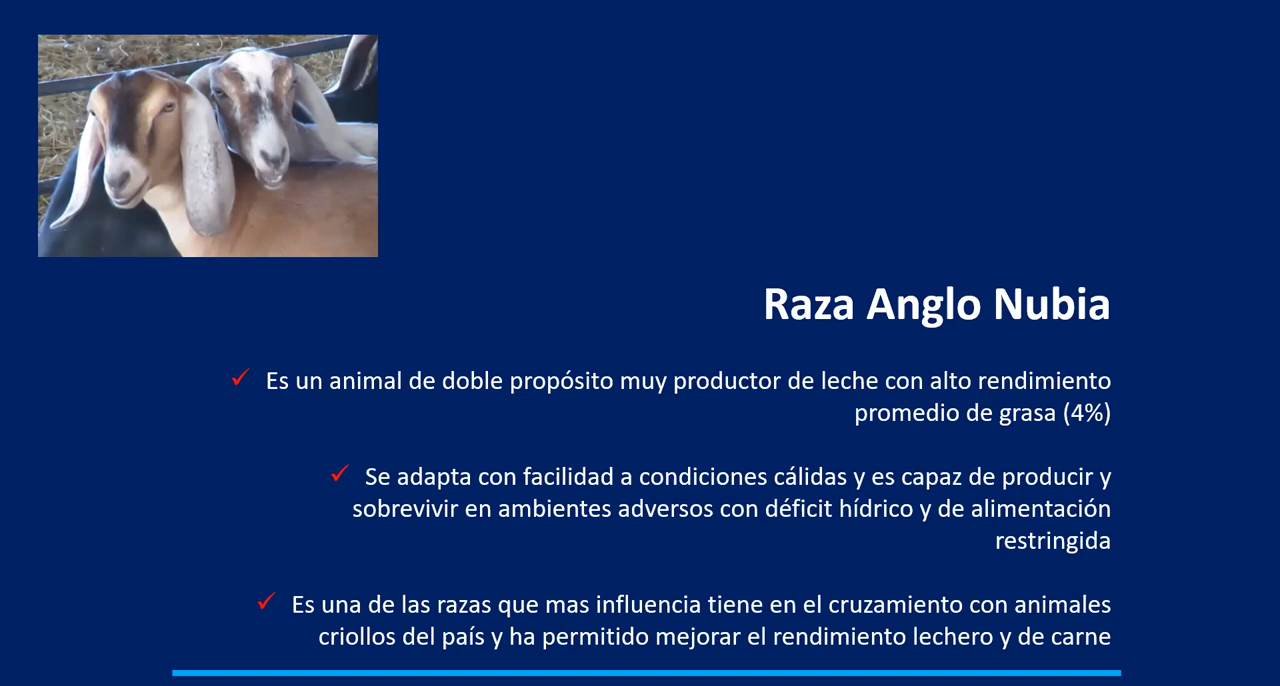 Raza Anglo Nubia
✓ Es un animal de doble propósito muy productor de leche con alto rendimiento
promedio de grasa (4%)
✓ Se adapta con facilidad a condiciones cálidas y es capaz de producir y
sobrevivir en ambientes adversos con déficit hídrico y de alimentación
restringida
✓ Es una de las razas que mas influencia tiene en el cruzamiento con animales
criollos del país y ha permitido mejorar el rendimiento lechero y de carne